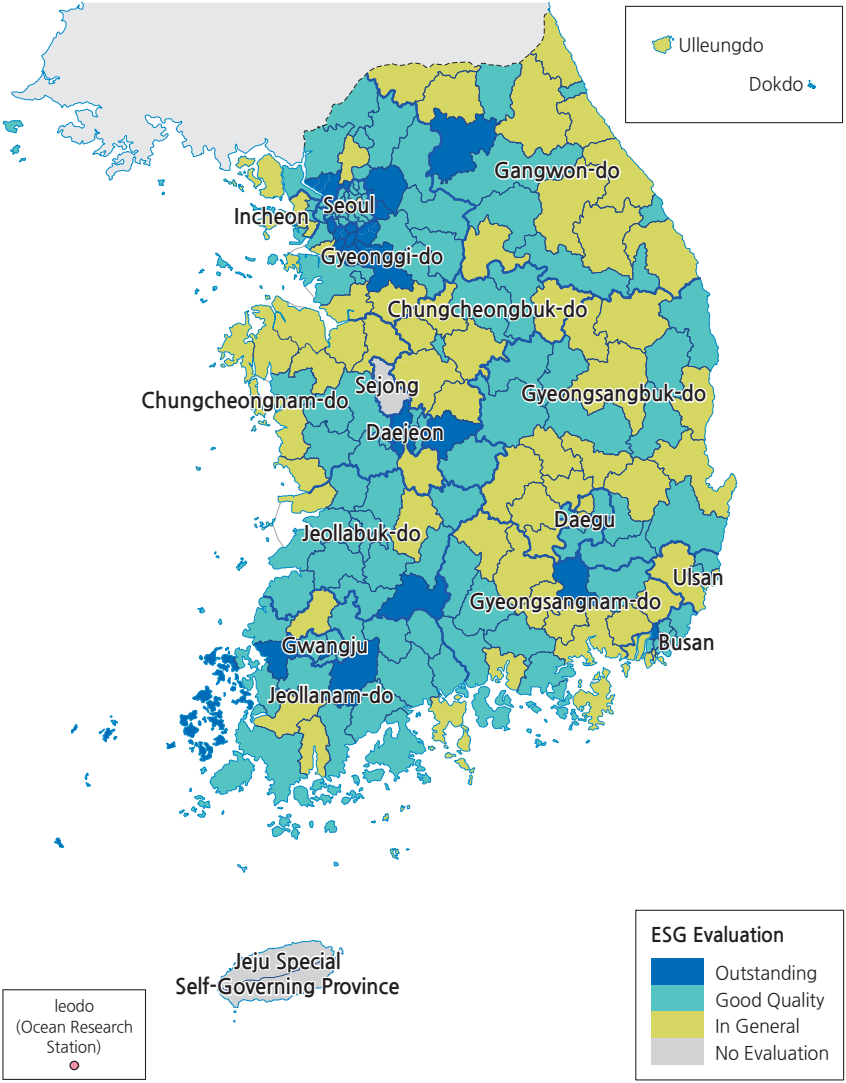 Ulleungdo
Dokdo
Gangwon-do
Seoul
Incheon
Gyeonggi-do
Chungcheongbuk-do
Sejong
Gyeongsangbuk-do
Chungcheongnam-do
Daejeon
Daegu
Jeollabuk-do
Ulsan
Gyeongsangnam-do
Busan
Gwangju
Jeollanam-do
Jeju Special
Self-Governing Province
Ieodo
(Ocean Research
Station)
ESG Evaluation
Outstanding
Good Quality
In General
No Evaluation